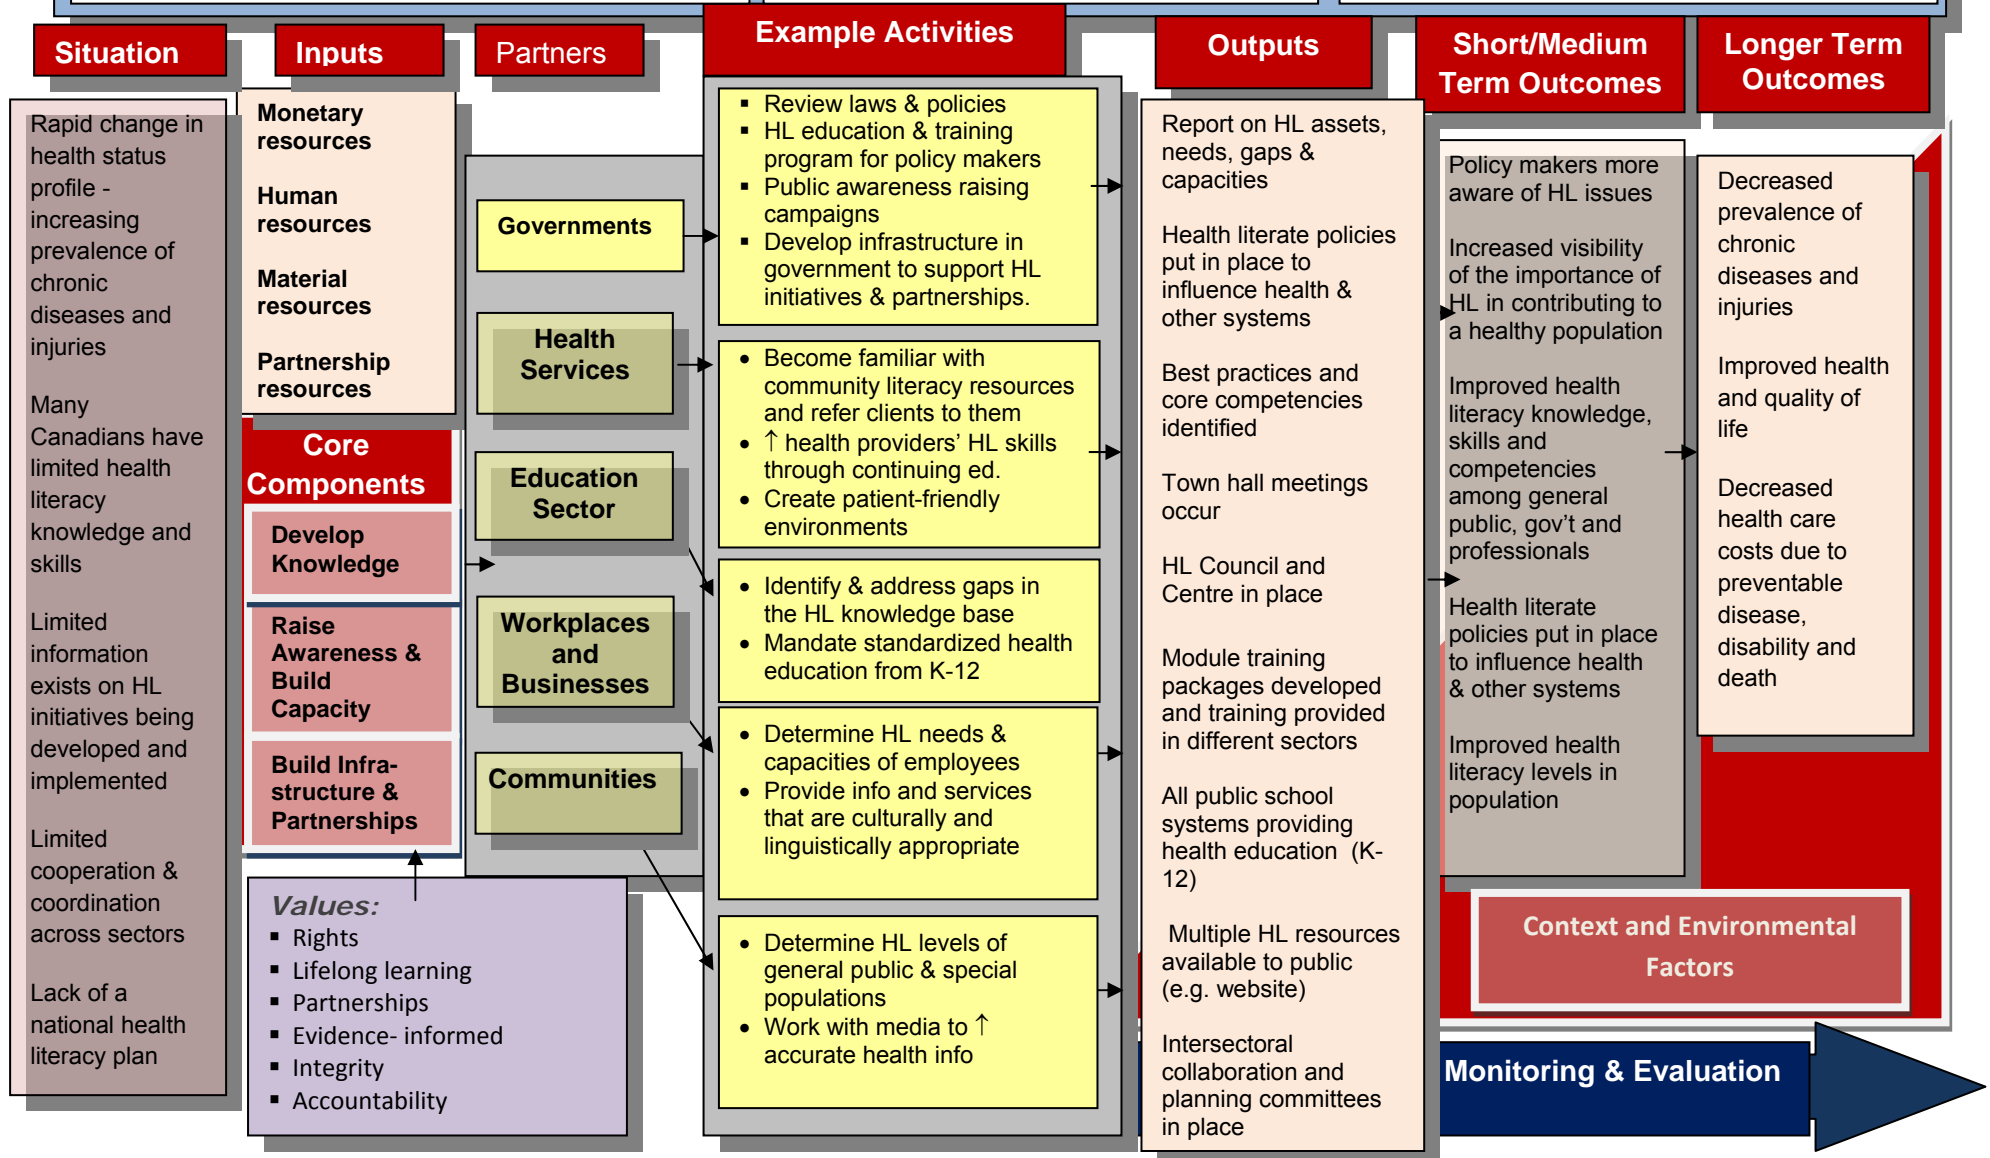 Situation
Inputs
Partners
Example Activities
Outputs
Short/Medium
Term Outcomes
Longer Term
Outcomes
Rapid change in
health status
profile -
increasing
prevalence of
chronic
diseases and
injuries
Many
Canadians have
limited health
literacy
knowledge and
skills
Limited
information
exists on HL
initiatives being
developed and
implemented
Limited
cooperation &
coordination
across sectors
Lack of a
national health
literacy plan
Monetary
resources
Human
resources
Material
resources
Partnership
resources
Core
Components
Develop
Knowledge
Raise
Awareness &
Build
Capacity
Build Infra-
structure &
Partnerships
Values:
▪ Rights
▪ Lifelong learning
▪ Partnerships
▪ Evidence- informed
▪ Integrity
▪ Accountability
Governments
Health
Services
Education
Sector
Workplaces
and
Businesses
Communities
▪ Review laws & policies
▪ HL education & training
program for policy makers
▪ Public awareness raising
campaigns
▪ Develop infrastructure in
government to support HL
initiatives & partnerships.
• Become familiar with
community literacy resources
and refer clients to them
• ↑ health providers' HL skills
through continuing ed.
• Create patient-friendly
environments
• Identify & address gaps in
the HL knowledge base
• Mandate standardized health
education from K-12
• Determine HL needs &
capacities of employees
• Provide info and services
that are culturally and
linguistically appropriate
• Determine HL levels of
general public & special
populations
• Work with media to ↑
accurate health info
Report on HL assets,
needs, gaps &
capacities
Health literate policies
put in place to
influence health &
other systems
Best practices and
core competencies
identified
Town hall meetings
occur
HL Council and
Centre in place
Module training
packages developed
and training provided
in different sectors
All public school
systems providing
health education (K-
12)
Multiple HL resources
available to public
(e.g. website)
Intersectoral
collaboration and
planning committees
in place
Policy makers more
aware of HL issues
Increased visibility
of the importance of
HL in contributing to
a healthy population
Improved health
literacy knowledge,
skills and
competencies
among general
public, gov't and
professionals
Health literate
policies put in place
to influence health
& other systems
Improved health
literacy levels in
population
Decreased
prevalence of
chronic
diseases and
injuries
Improved health
and quality of
life
Decreased
health care
costs due to
preventable
disease,
disability and
death
Context and Environmental
Factors
Monitoring & Evaluation